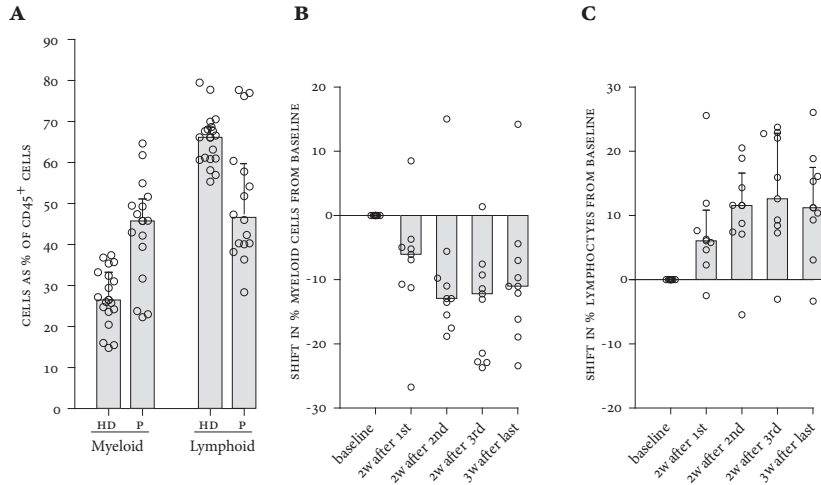 A
CELLS AS % OF CD45+ CELLS
90
80
70
60
50
40
30
20
10
0
HD P HD P
Myeloid Lymphoid
B
SHIFT IN % MYELOID CELLS FROM BASELINE
20
10
0
-10
-20
-30
baseline
2w after 1st
2w after 2nd
2w after 3rd
3w after last
C
SHIFT IN % LYMPHOCTYES FROM BASELINE
30
20
10
0
-10
-20
baseline
2w after 1st
2w after 2nd
2w after 3rd
3w after last